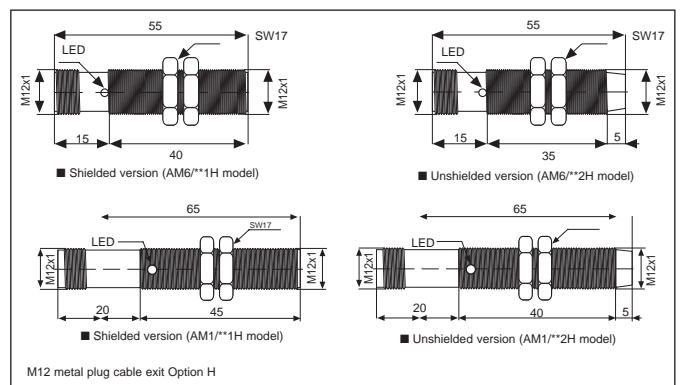 55
SW17
LED
M12x1
M12x1
15
40
■ Shielded version (AM6/**1H model)
55
SW17
LED
M12x1
M12x1
15
35
5
■ Unshielded version (AM6/**2H model)
65
SW17
LED
M12x1
M12x1
20
45
■ Shielded version (AM1/**1H model)
65
LED
M12x1
M12x1
20
40
5
■ Unshielded version (AM1/**2H model)
M12 metal plug cable exit Option H